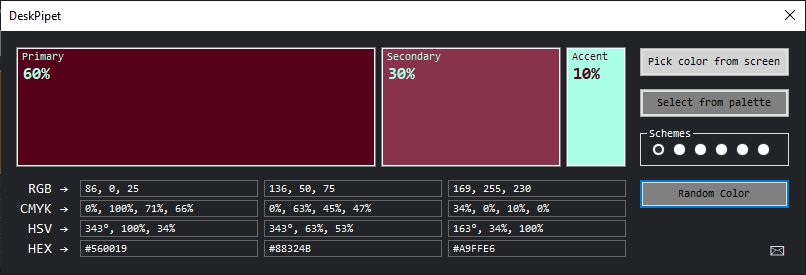 DeskPipet
Primary
60%
Secondary
30%
Accent
10%
Pick color from screen
Select from palette
Schemes
Random Color
RGB → 86, 0, 25 136, 50, 75 169, 255, 230
CMYK → 0%, 100%, 71%, 66% 0%, 63%, 45%, 47% 34%, 0%, 10%, 0%
HSV → 343°, 100%, 34% 343°, 63%, 53% 163°, 34%, 100%
HEX → #560019 #88324B #A9FFE6